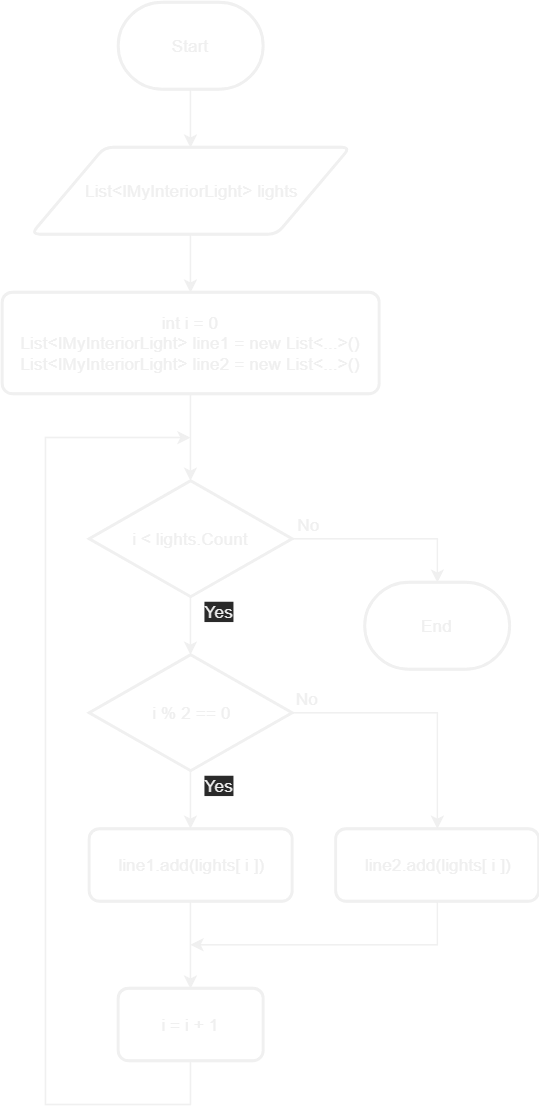 Start
List<IMyInteriorLight> lights
int i = 0
List<IMyInteriorLight> line1 = new List<...>()
List<IMyInteriorLight> line2 = new List<...>()
i < lights.Count
No
Yes
End
i % 2 == 0
No
Yes
line1.add(lights[ i ])
line2.add(lights[ i ])
i = i + 1